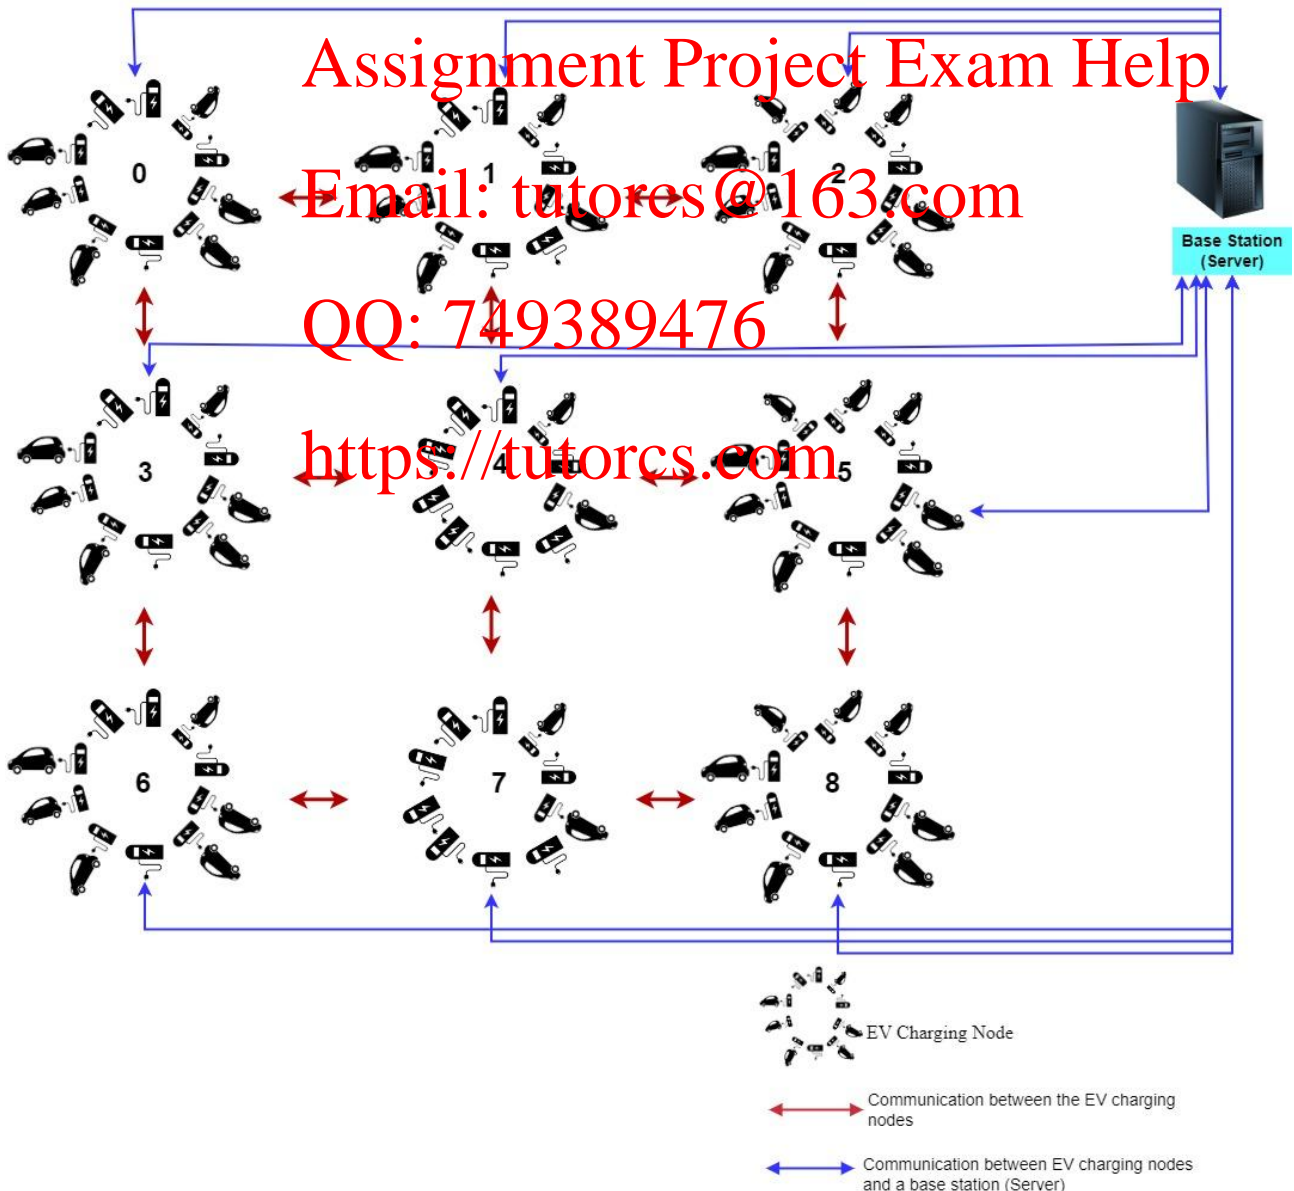 Assignment Project Exam Help
0
1
2
Email: tutorcs@163.com
Base Station
(Server)
QQ: 749389476
3
4
5
https://tutorcs.com
6
7
8
EV Charging Node
Communication between the EV charging
nodes
Communication between EV charging nodes
and a base station (Server)